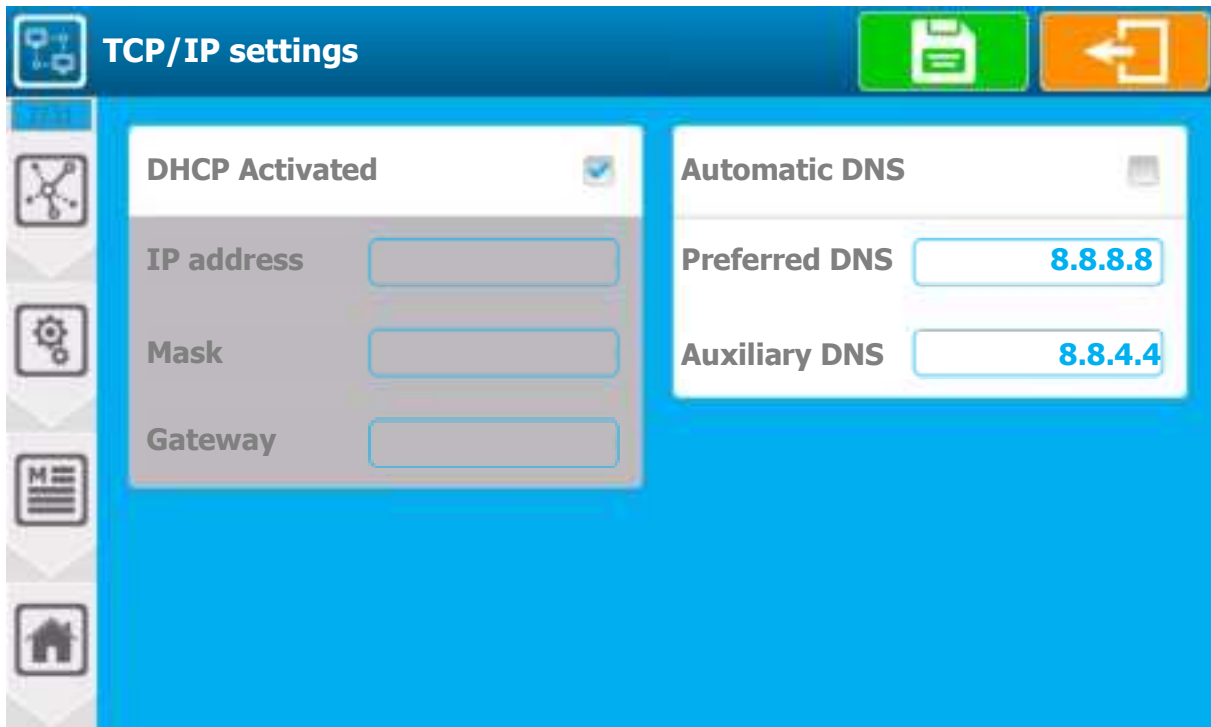 TCP/IP settings
DHCP Activated
IP address
Mask
Gateway
Automatic DNS
Preferred DNS 8.8.8.8
Auxiliary DNS 8.8.4.4
M